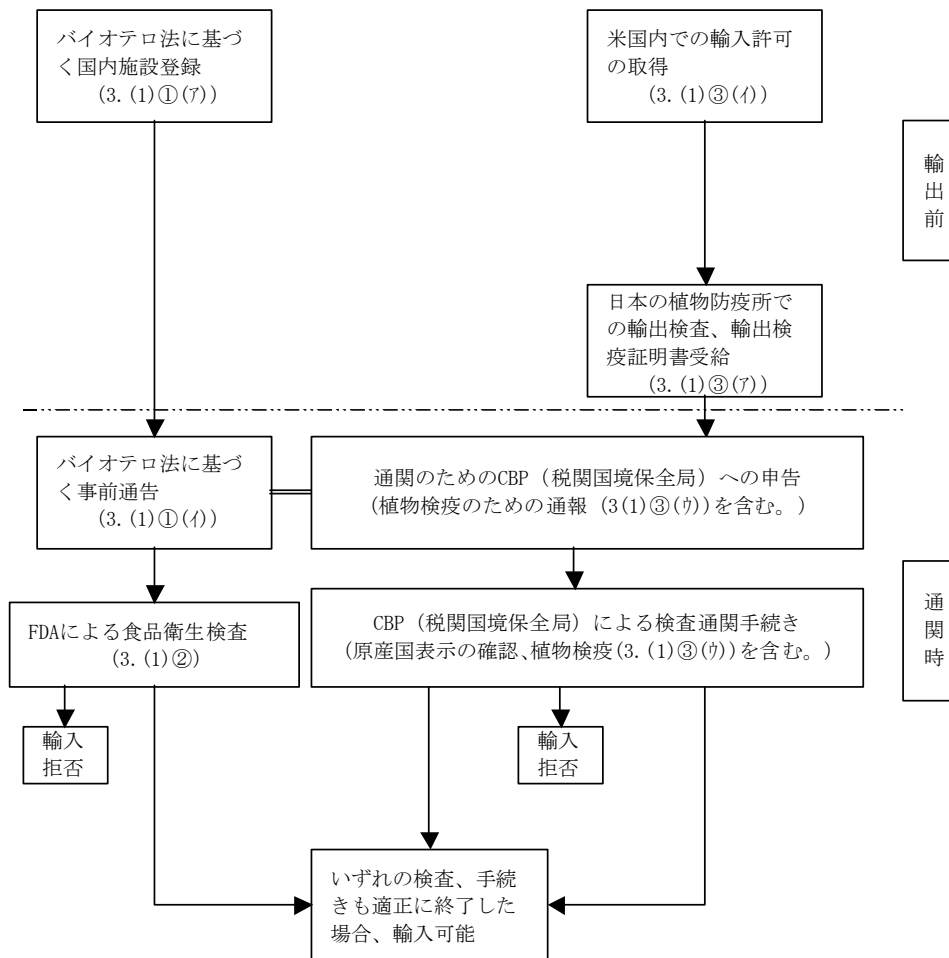 バイオテロ法に基づ
く国内施設登録
(3.(1)①(ｱ))
米国内での輸入許可
の取得
(3.(1)③(ｲ))
輸出前
日本の植物防疫所で
の輸出検査、輸出検
疫証明書受給
(3.(1)③(ｱ))
バイオテロ法に基づ
く事前通告
(3.(1)①(ｲ))
通関のためのCBP（税関国境保全局）への申告
(植物検疫のための通報 (3(1)③(ｳ))を含む。)
通関時
FDAによる食品衛生検査
(3.(1)②)
CBP（税関国境保全局）による検査通関手続き
(原産国表示の確認、植物検疫(3.(1)③(ｳ))を含む。)
輸入
拒否
輸入
拒否
いずれの検査、手続
きも適正に終了した
場合、輸入可能